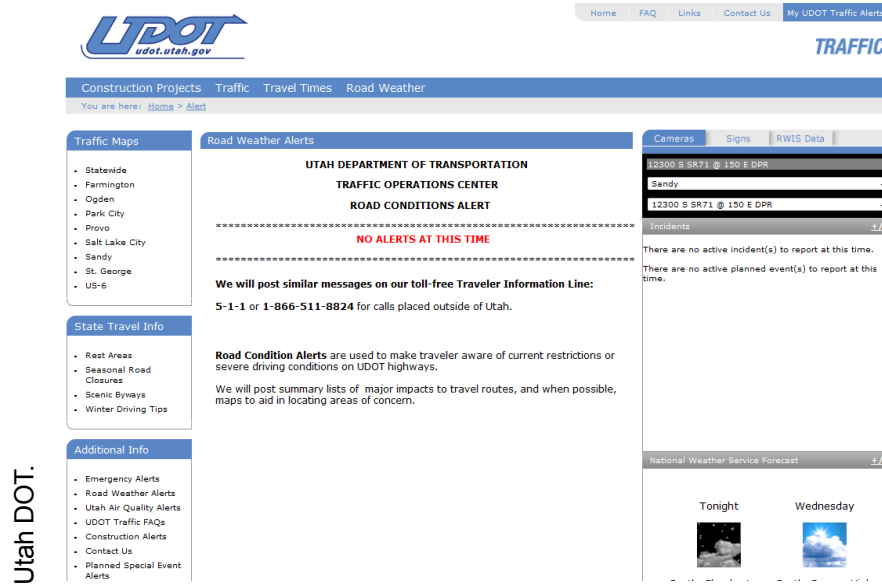 Home FAQ Links Contact Us My UDOT Traffic Alerts
UDOT
udot.utah.gov
TRAFFIC
Construction Projects Traffic Travel Times Road Weather
You are here: Home > Alert
Traffic Maps
Statewide
Farmington
Ogden
Park City
Provo
Salt Lake City
Sandy
St. George
US-6
State Travel Info
Rest Areas
Seasonal Road
Closures
Scenic Byways
Winter Driving Tips
Additional Info
Emergency Alerts
Road Weather Alerts
Utah Air Quality Alerts
UDOT Traffic FAQs
Construction Alerts
Contact Us
Planned Special Event
Alerts
Road Weather Alerts
UTAH DEPARTMENT OF TRANSPORTATION
TRAFFIC OPERATIONS CENTER
ROAD CONDITIONS ALERT
*******************************************************************
NO ALERTS AT THIS TIME
*******************************************************************
We will post similar messages on our toll-free Traveler Information Line:
5-1-1 or 1-866-511-8824 for calls placed outside of Utah.
Road Condition Alerts are used to make traveler aware of current restrictions or
severe driving conditions on UDOT highways.
We will post summary lists of major impacts to travel routes, and when possible,
maps to aid in locating areas of concern.
Cameras Signs RWIS Data
12300 S SR71 @ 150 E DPR
Sandy
12300 S SR71 @ 150 E DPR
Incidents +/
There are no active incident(s) to report at this time.
There are no active planned event(s) to report at this
time.
National Weather Service Forecast +/
Tonight Wednesday
Utah DOT.